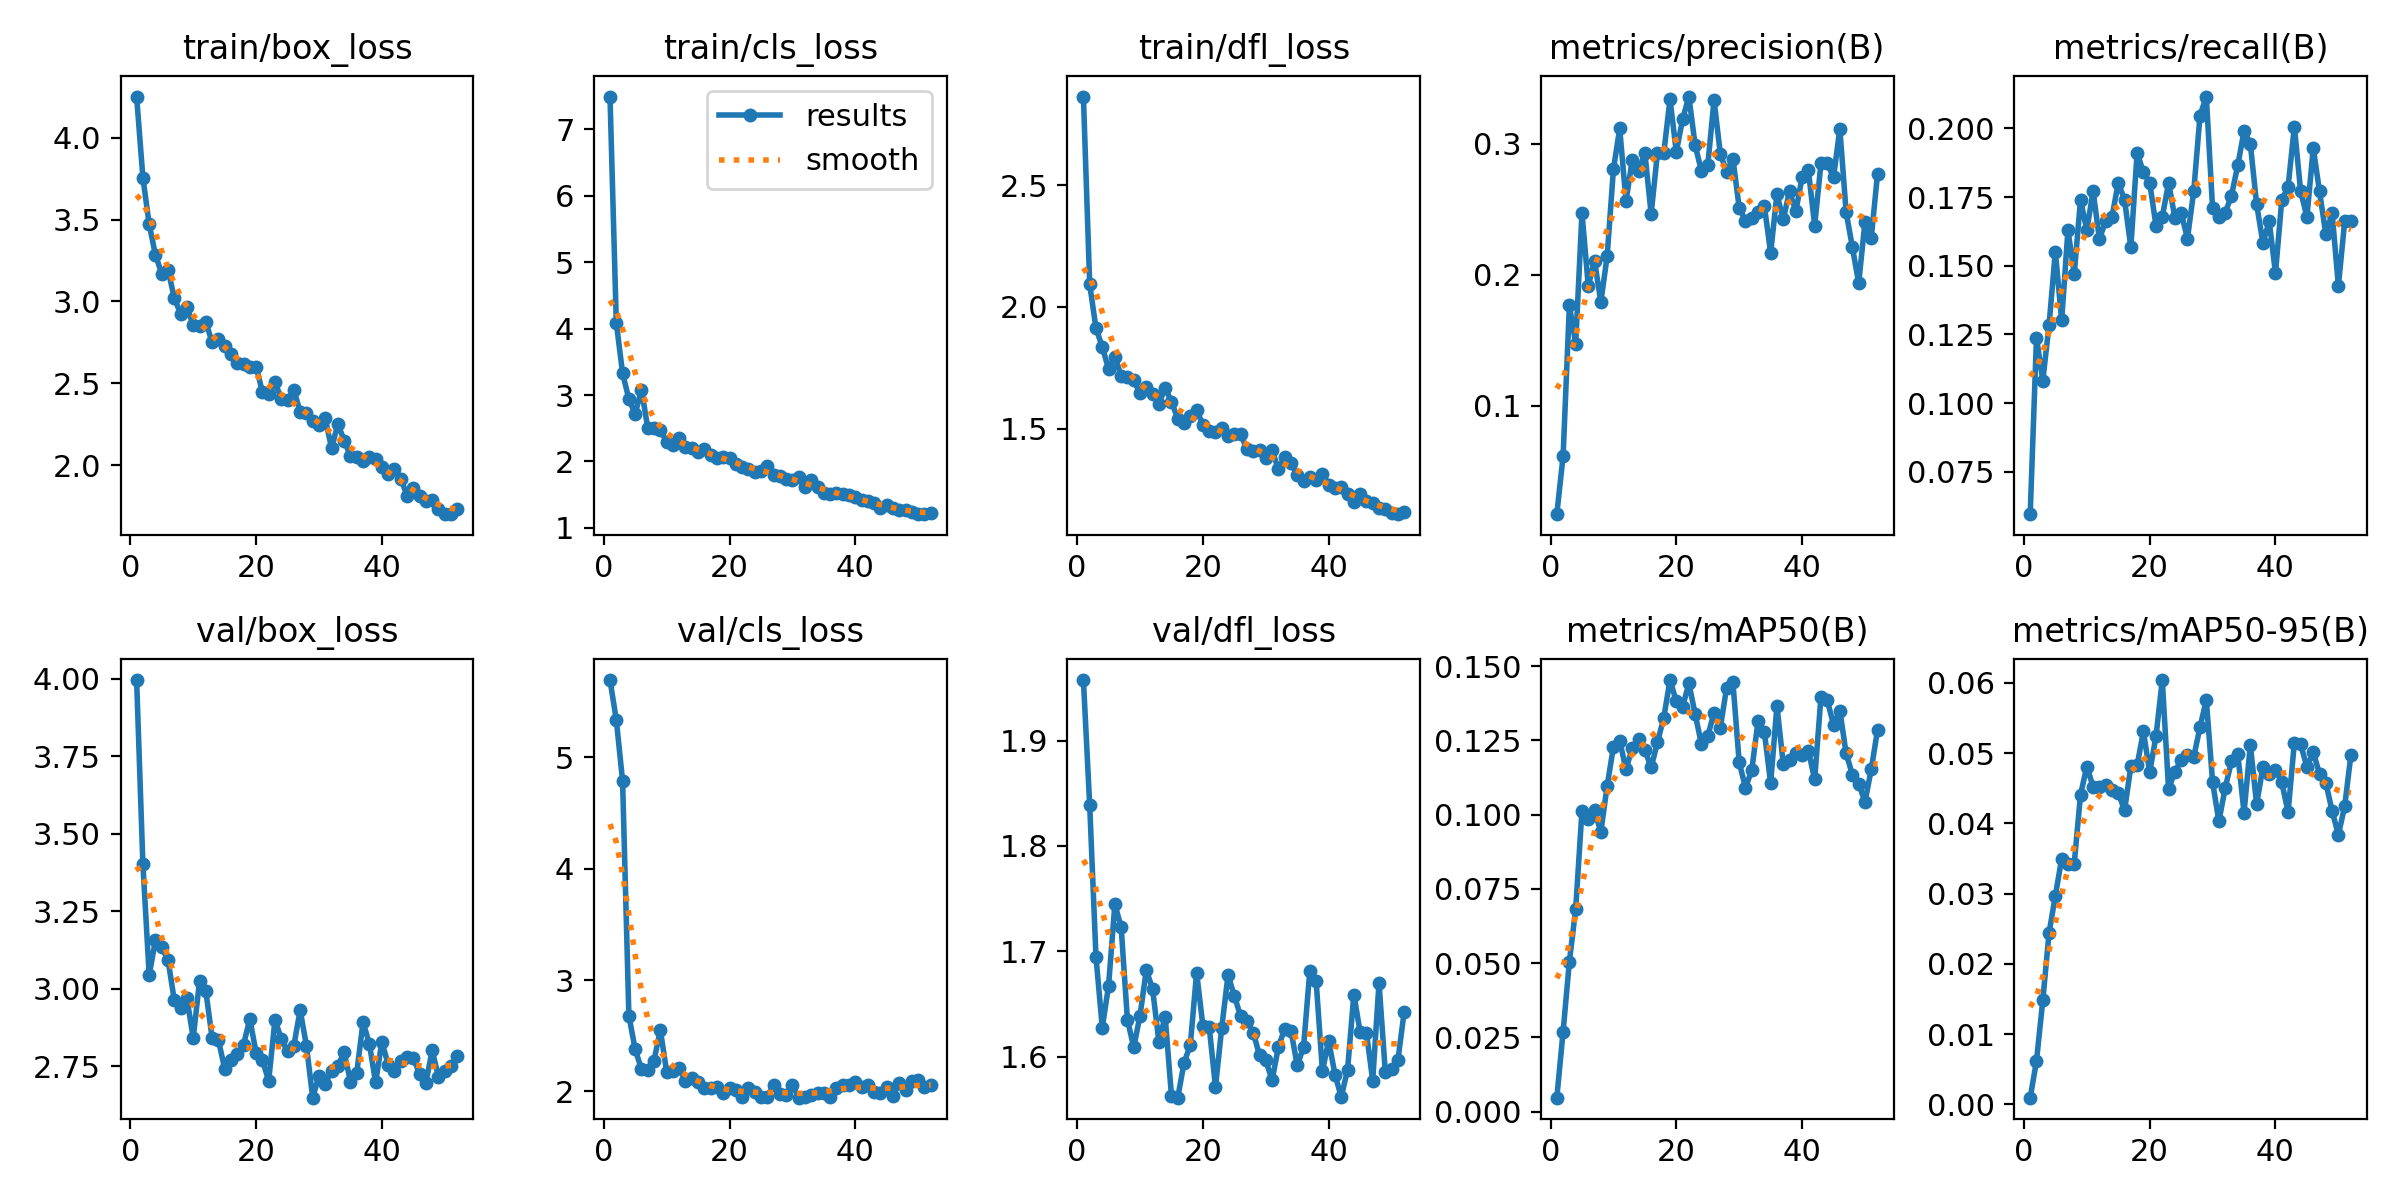 train/box_loss
4.0
3.5
3.0
2.5
2.0
0 20 40
train/cls_loss
results
smooth
7
6
5
4
3
2
1
0 20 40
train/dfl_loss
2.5
2.0
1.5
0 20 40
metrics/precision(B)
0.3
0.2
0.1
0 20 40
metrics/recall(B)
0.200
0.175
0.150
0.125
0.100
0.075
0 20 40
val/box_loss
4.00
3.75
3.50
3.25
3.00
2.75
0 20 40
val/cls_loss
5
4
3
2
0 20 40
val/dfl_loss
1.9
1.8
1.7
1.6
0 20 40
metrics/mAP50(B)
0.150
0.125
0.100
0.075
0.050
0.025
0.000
0 20 40
metrics/mAP50-95(B)
0.06
0.05
0.04
0.03
0.02
0.01
0.00
0 20 40